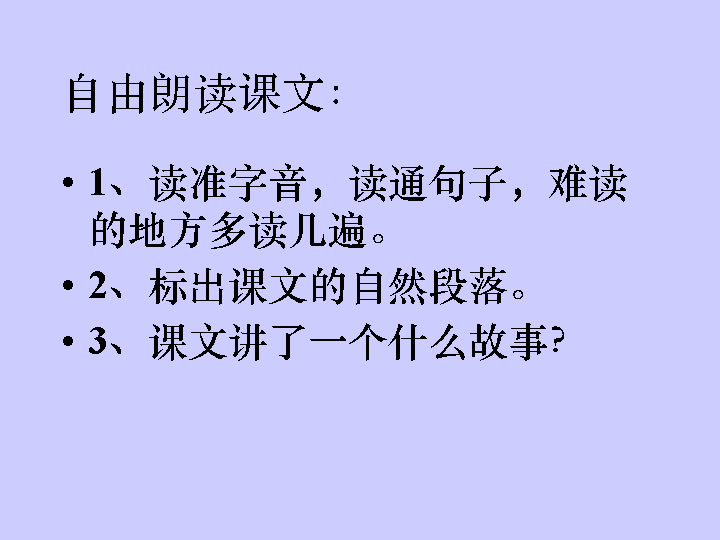 自由朗读课文：
• 1、读准字音，读通句子，难读
的地方多读几遍。
• 2、标出课文的自然段落。
• 3、课文讲了一个什么故事？